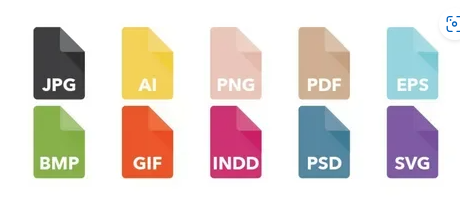 JPG AI PNG PDF EPS
BMP GIF INDD PSD SVG